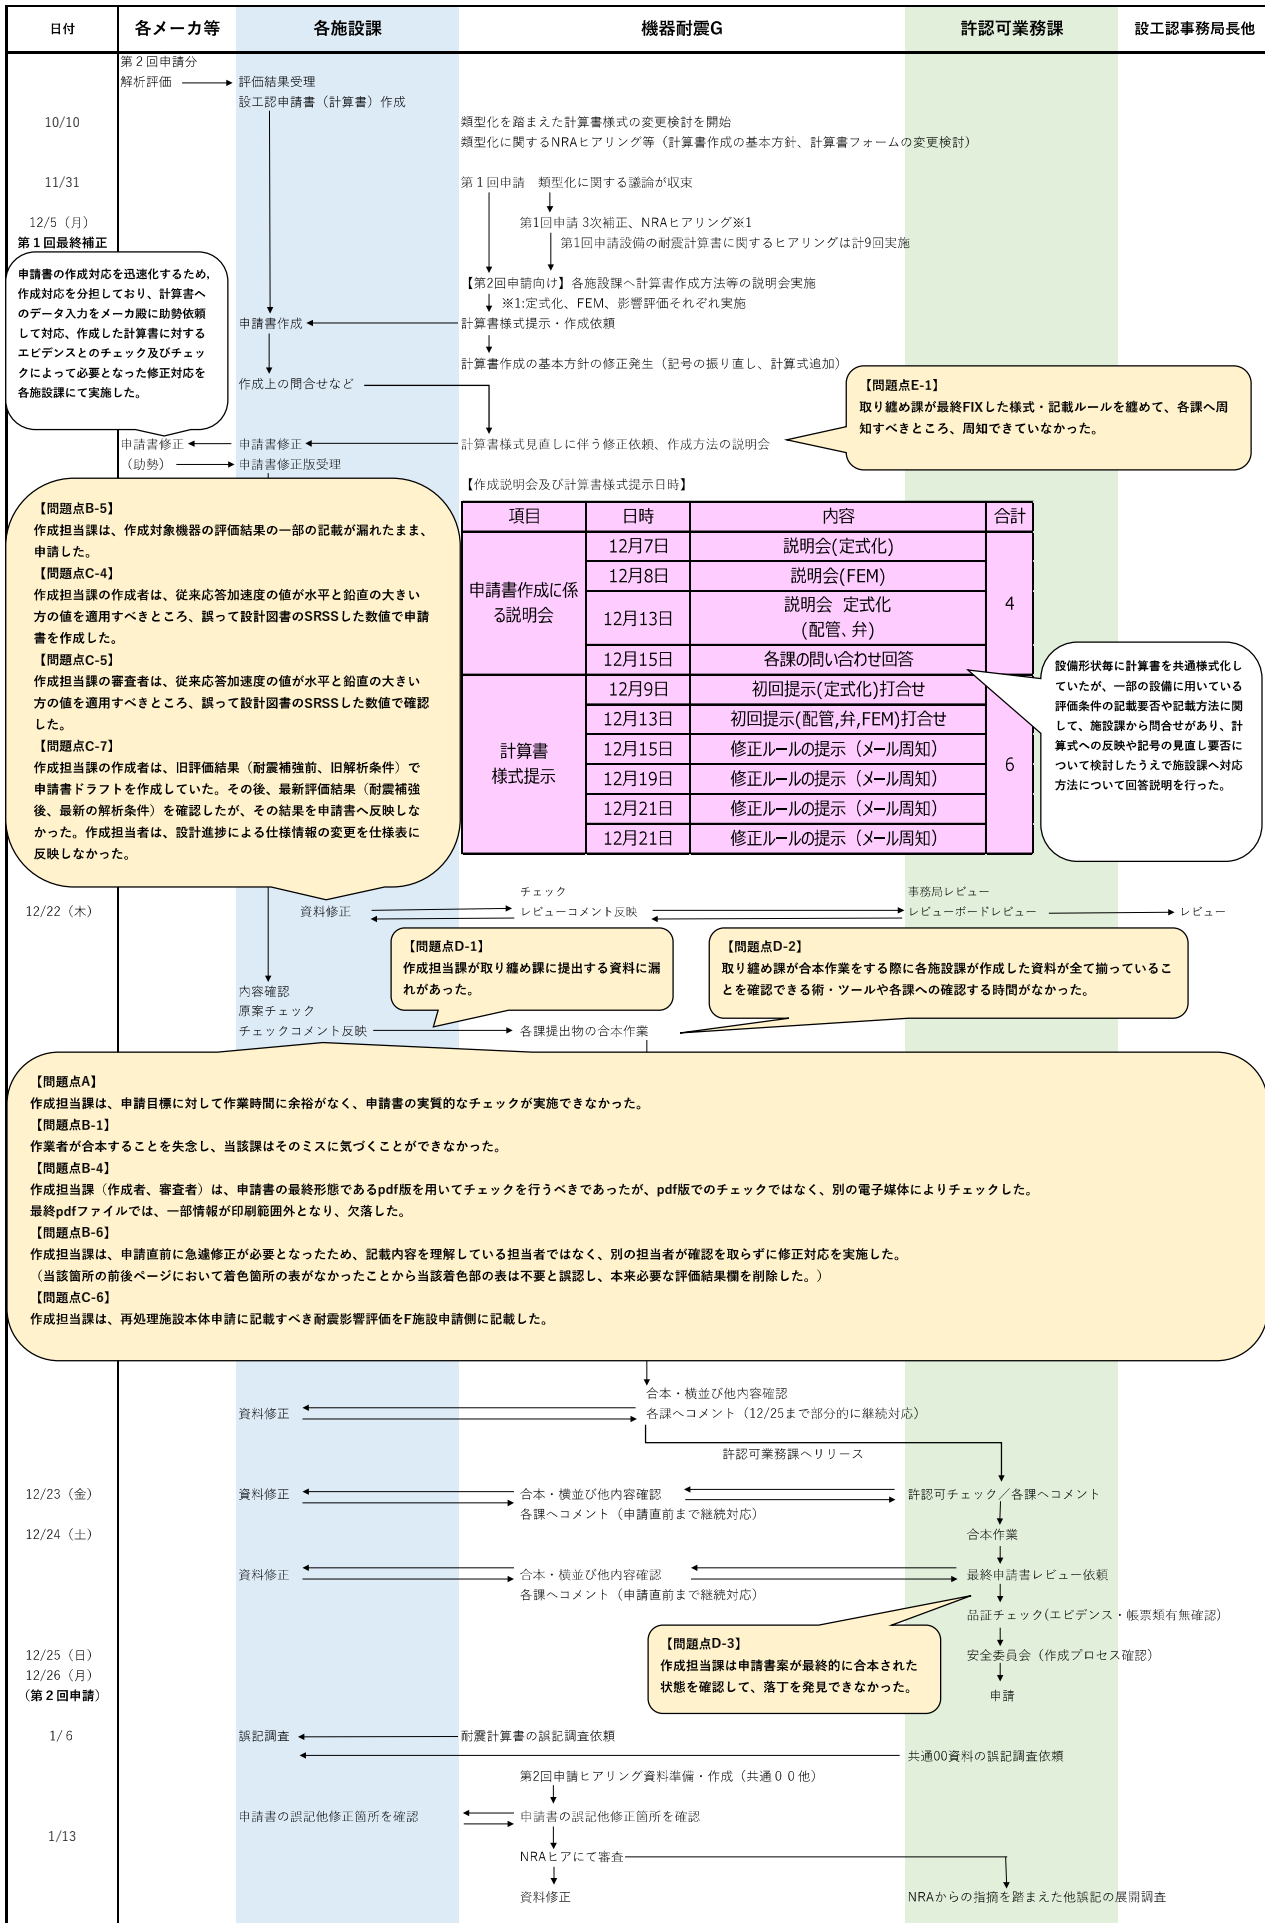 日付
各メーカ等
各施設課
機器耐震G
許認可業務課
設工認事務局長他
第２回申請分
解析評価
評価結果受理
設工認申請書（計算書）作成
10/10
類型化を踏まえた計算書様式の変更検討を開始
類型化に関するNRAヒアリング等（計算書作成の基本方針、計算書フォームの変更検討）
11/31
第１回申請　類型化に関する議論が収束
12/5（月）
第１回最終補正
第1回申請 3次補正、NRAヒアリング※1
第1回申請設備の耐震計算書に関するヒアリングは計9回実施
申請書の作成対応を迅速化するため、
作成対応を分担しており、計算書へ
のデータ入力をメーカ殿に助勢依頼
して対応、作成した計算書に対する
エビデンスとのチェック及びチェッ
クによって必要となった修正対応を
各施設課にて実施した。
【第2回申請向け】各施設課へ計算書作成方法等の説明会実施
※1:定式化、FEM、影響評価それぞれ実施
申請書作成
計算書様式提示・作成依頼
計算書作成の基本方針の修正発生（記号の振り直し、計算式追加）
作成上の問合せなど
【問題点E-1】
取り纏め課が最終FIXした様式・記載ルールを纏めて、各課へ周
知すべきところ、周知できていなかった。
申請書修正
（助勢）
申請書修正
申請書修正版受理
計算書様式見直しに伴う修正依頼、作成方法の説明会
【作成説明会及び計算書様式提示日時】
項目
日時
内容
合計
申請書作成に係
る説明会
12月7日
説明会(定式化)
12月8日
説明会(FEM)
12月13日
説明会　定式化
(配管、弁)
12月15日
各課の問い合わせ回答
4
計算書
様式提示
12月9日
初回提示(定式化)打合せ
12月13日
初回提示(配管,弁,FEM)打合せ
12月15日
修正ルールの提示（メール周知）
12月19日
修正ルールの提示（メール周知）
12月21日
修正ルールの提示（メール周知）
12月21日
修正ルールの提示（メール周知）
6
【問題点B-5】
作成担当課は、作成対象機器の評価結果の一部の記載が漏れたまま、
申請した。
【問題点C-4】
作成担当課の作成者は、従来応答加速度の値が水平と鉛直の大きい
方の値を適用すべきところ、誤って設計図書のSRSSした数値で申請
書を作成した。
【問題点C-5】
作成担当課の審査者は、従来応答加速度の値が水平と鉛直の大きい
方の値を適用すべきところ、誤って設計図書のSRSSした数値で確認
した。
【問題点C-7】
作成担当課の作成者は、旧評価結果（耐震補強前、旧解析条件）で
申請書ドラフトを作成していた。その後、最新評価結果（耐震補強
後、最新の解析条件）を確認したが、その結果を申請書へ反映しな
かった。作成担当者は、設計進捗による仕様情報の変更を仕様表に
反映しなかった。
設備形状毎に計算書を共通様式化し
ていたが、一部の設備に用いている
評価条件の記載要否や記載方法に関
して、施設課から問合せがあり、計
算式への反映や記号の見直し要否に
ついて検討したうえで施設課へ対応
方法について回答説明を行った。
12/22（木）
資料修正
チェック
レビューコメント反映
事務局レビュー
レビューボードレビュー
レビュー
【問題点D-1】
作成担当課が取り纏め課に提出する資料に漏
れがあった。
【問題点D-2】
取り纏め課が合本作業をする際に各施設課が作成した資料が全て揃っているこ
とを確認できる術・ツールや各課への確認する時間がなかった。
内容確認
原案チェック
チェックコメント反映
各課提出物の合本作業
【問題点A】
作成担当課は、申請目標に対して作業時間に余裕がなく、申請書の実質的なチェックが実施できなかった。
【問題点B-1】
作業者が合本することを失念し、当該課はそのミスに気づくことができなかった。
【問題点B-4】
作成担当課（作成者、審査者）は、申請書の最終形態であるpdf版を用いてチェックを行うべきであったが、pdf版でのチェックではなく、別の電子媒体によりチェックした。
最終pdfファイルでは、一部情報が印刷範囲外となり、欠落した。
【問題点B-6】
作成担当課は、申請直前に急遽修正が必要となったため、記載内容を理解している担当者ではなく、別の担当者が確認を取らずに修正対応を実施した。
（当該箇所の前後ページにおいて着色箇所の表がなかったことから当該着色部の表は不要と誤認し、本来必要な評価結果欄を削除した。）
【問題点C-6】
作成担当課は、再処理施設本体申請に記載すべき耐震影響評価をF施設申請側に記載した。
合本・横並び他内容確認
資料修正
各課へコメント（12/25まで部分的に継続対応）
許認可業務課へリリース
12/23（金）
資料修正
合本・横並び他内容確認
各課へコメント（申請直前まで継続対応）
許認可チェック／各課へコメント
12/24（土）
合本作業
資料修正
合本・横並び他内容確認
各課へコメント（申請直前まで継続対応）
最終申請書レビュー依頼
品証チェック(エビデンス・帳票類有無確認)
【問題点D-3】
作成担当課は申請書案が最終的に合本された
状態を確認して、落丁を発見できなかった。
12/25（日）
12/26（月）
（第２回申請）
安全委員会（作成プロセス確認）
申請
1/ 6
誤記調査
耐震計算書の誤記調査依頼
共通00資料の誤記調査依頼
第2回申請ヒアリング資料準備・作成（共通００他）
申請書の誤記他修正箇所を確認
申請書の誤記他修正箇所を確認
1/13
NRAヒアにて審査
資料修正
NRAからの指摘を踏まえた他誤記の展開調査